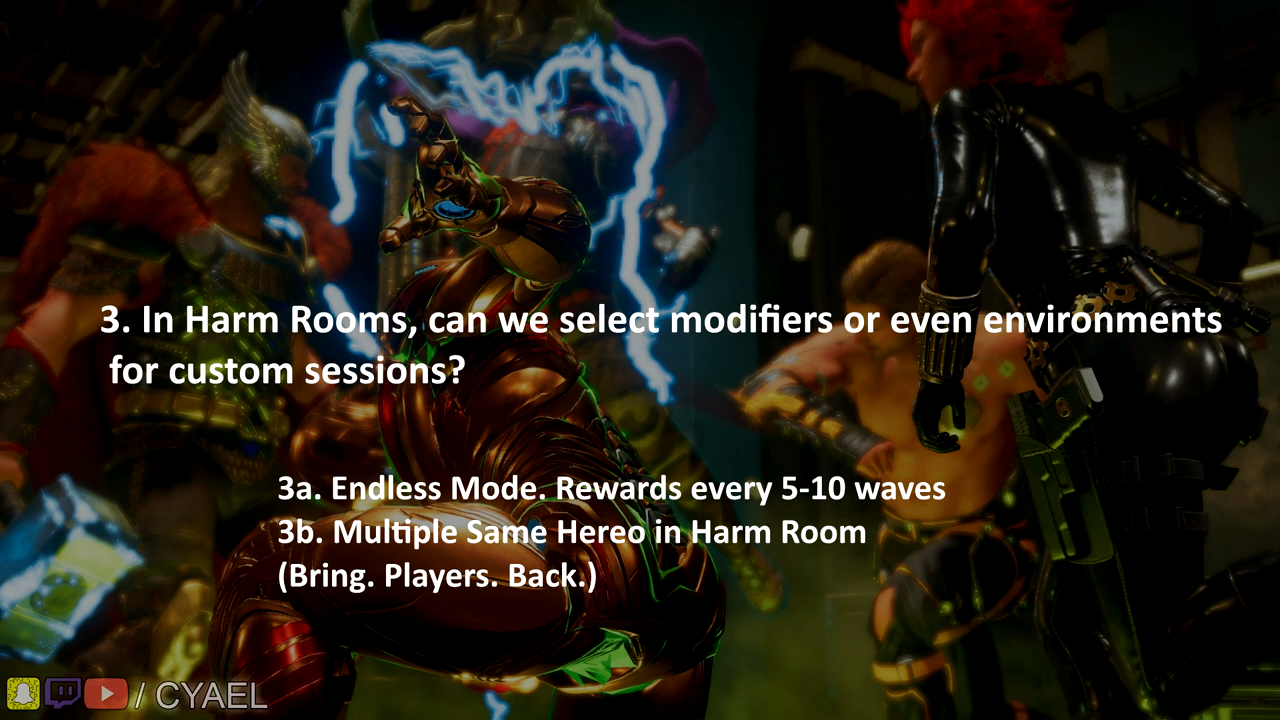 3. In Harm Rooms, can we select modifiers or even environments
for custom sessions?
3a. Endless Mode. Rewards every 5-10 waves
3b. Multiple Same Hereo in Harm Room
(Bring. Players. Back.)
/ CYAEL